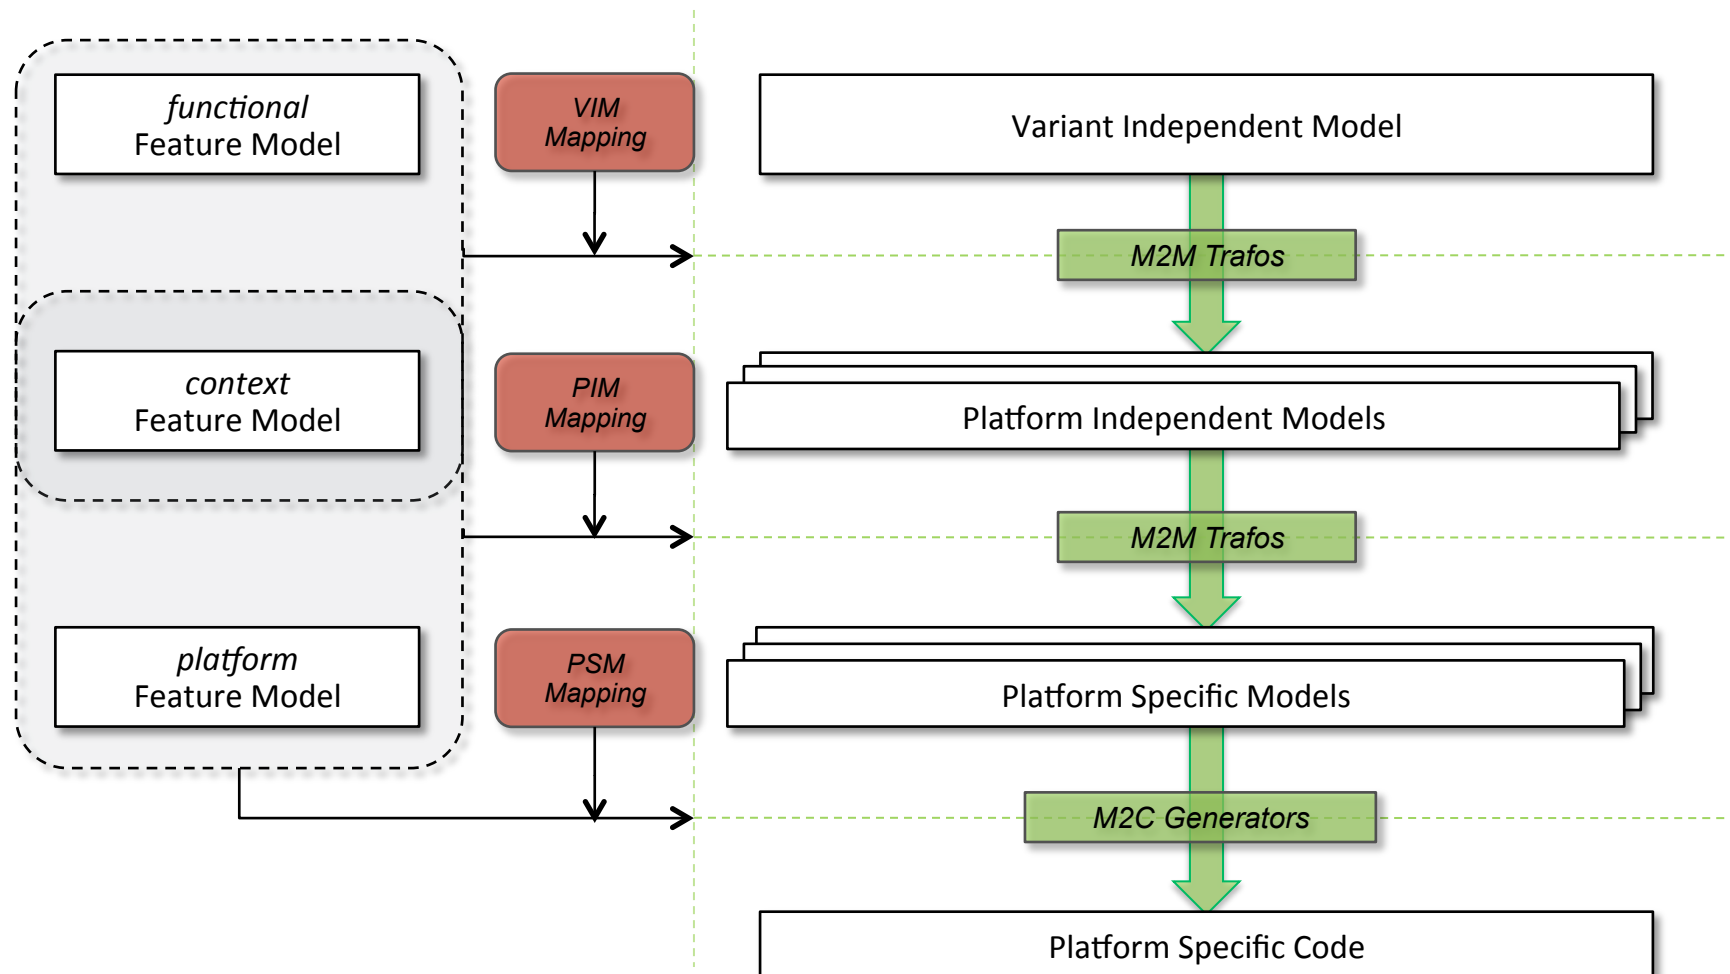 functional
Feature Model
VIM
Mapping
Variant Independent Model
M2M Trafos
context
Feature Model
PIM
Mapping
Platform Independent Models
M2M Trafos
platform
Feature Model
PSM
Mapping
Platform Specific Models
M2C Generators
Platform Specific Code